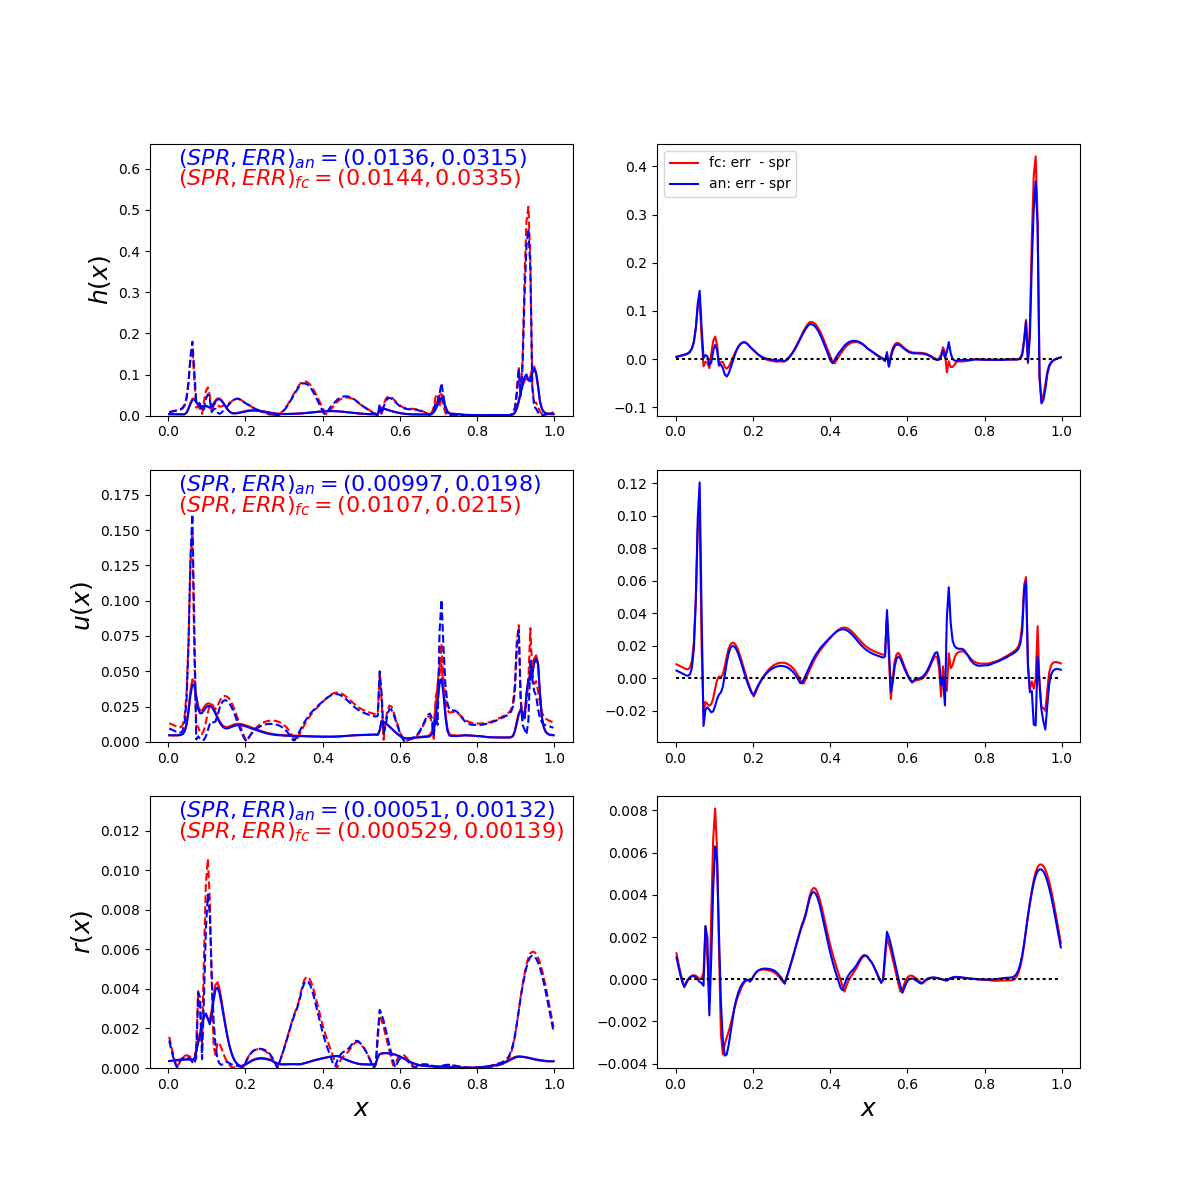 (SPR, ERR)an = (0.0136, 0.0315)
(SPR, ERR)fc = (0.0144, 0.0335)
h(x)
0.6
0.5
0.4
0.3
0.2
0.1
0.0
0.0 0.2 0.4 0.6 0.8 1.0
fc: err - spr
an: err - spr
0.4
0.3
0.2
0.1
0.0
−0.1
0.0 0.2 0.4 0.6 0.8 1.0
(SPR, ERR)an = (0.00997, 0.0198)
(SPR, ERR)fc = (0.0107, 0.0215)
u(x)
0.175
0.150
0.125
0.100
0.075
0.050
0.025
0.000
0.0 0.2 0.4 0.6 0.8 1.0
0.12
0.10
0.08
0.06
0.04
0.02
0.00
−0.02
0.0 0.2 0.4 0.6 0.8 1.0
(SPR, ERR)an = (0.00051, 0.00132)
(SPR, ERR)fc = (0.000529, 0.00139)
r(x)
0.012
0.010
0.008
0.006
0.004
0.002
0.000
0.0 0.2 0.4 0.6 0.8 1.0
x
0.008
0.006
0.004
0.002
0.000
−0.002
−0.004
0.0 0.2 0.4 0.6 0.8 1.0
x